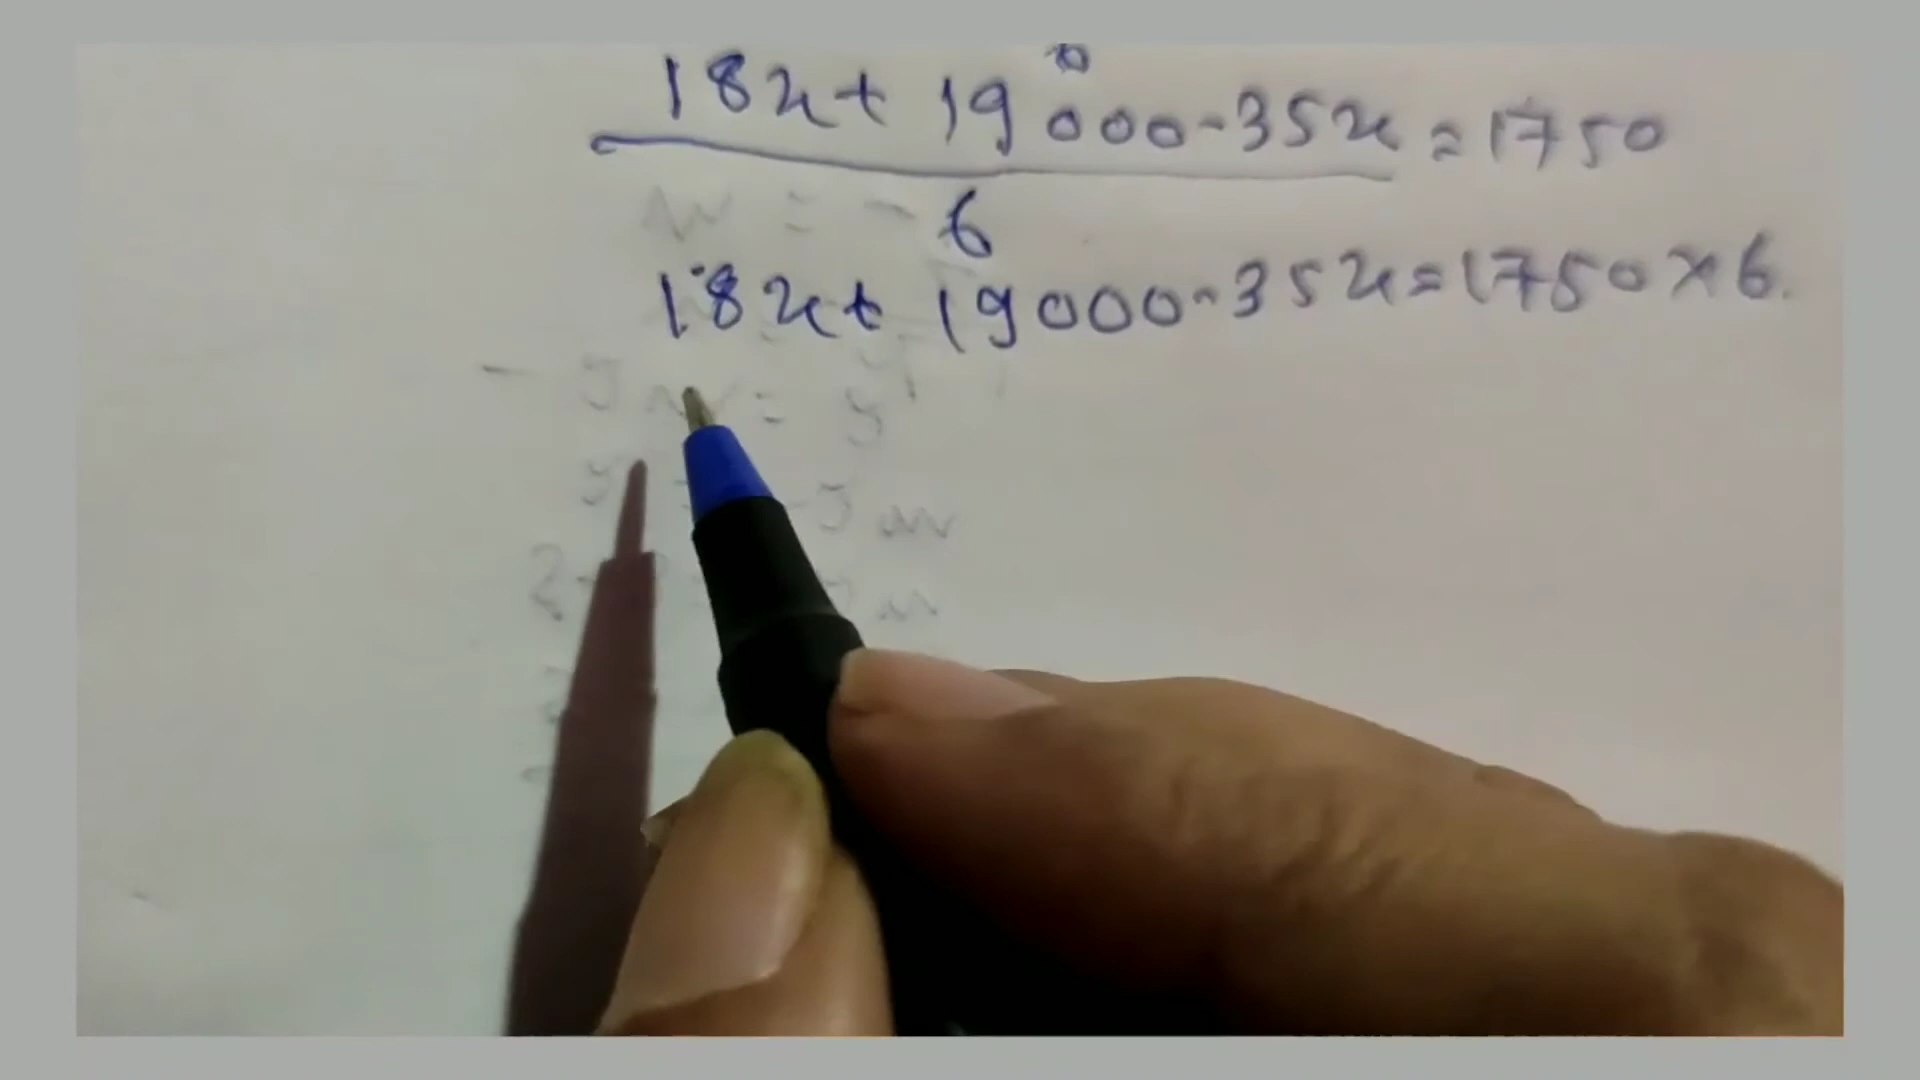 18x + 19000 - 35x = 1750
6
18x + 19000 - 35x = 1750 × 6